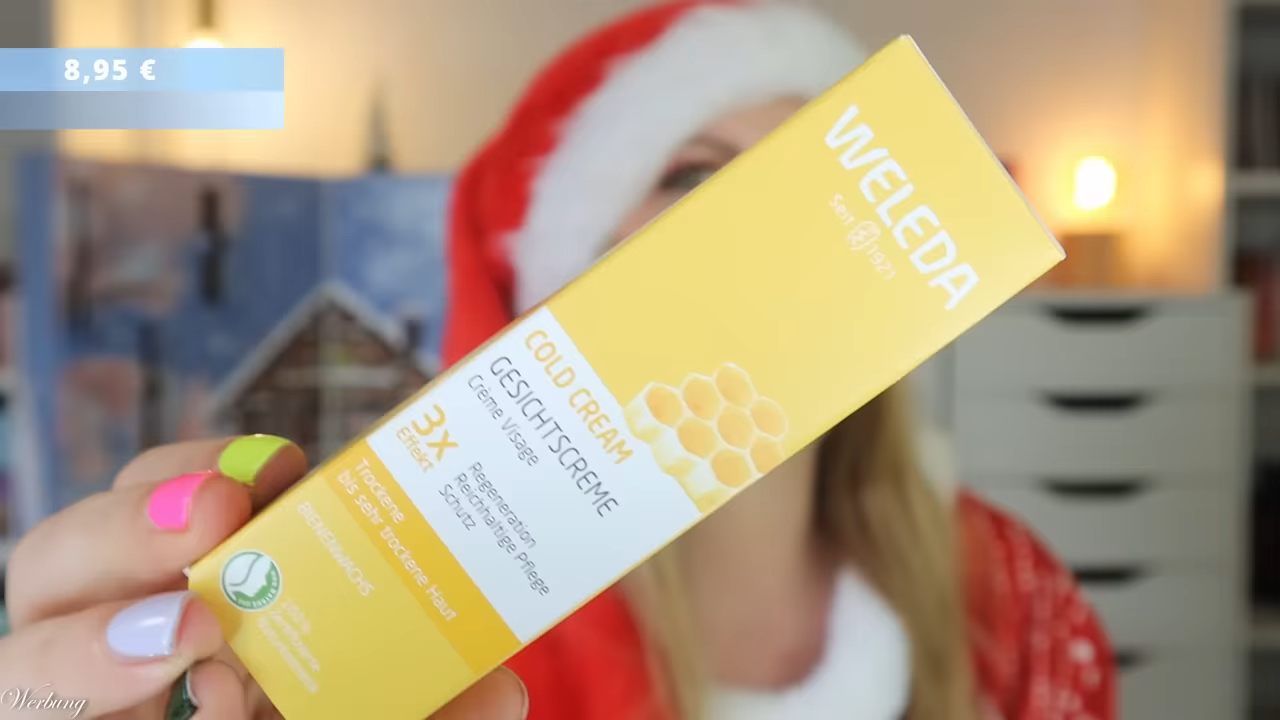 8,95 €
WELEDA
Seit 1921
COLD CREAM
GESICHTSCREME
Crème Visage
3x
Effekt
Regeneration
Reichhaltige Pflege
Schutz
Trockene
bis sehr trockene Haut
BIENENWACHS
Werbung